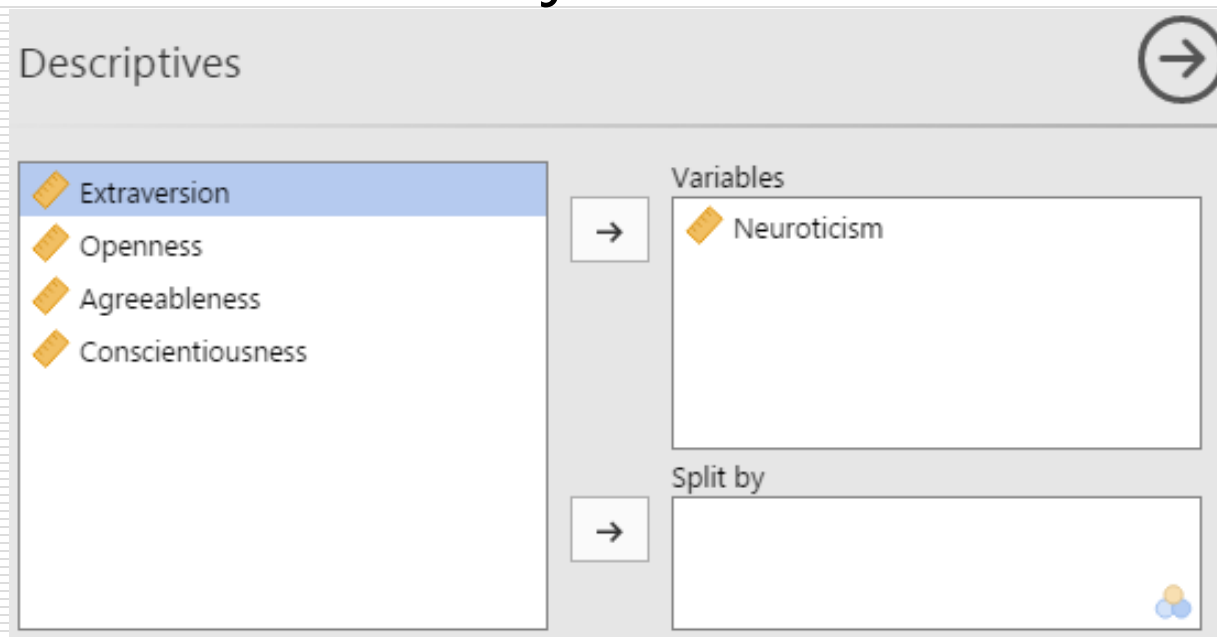 Descriptives
Extraversion
Openness
Agreeableness
Conscientiousness
Variables
Neuroticism
Split by